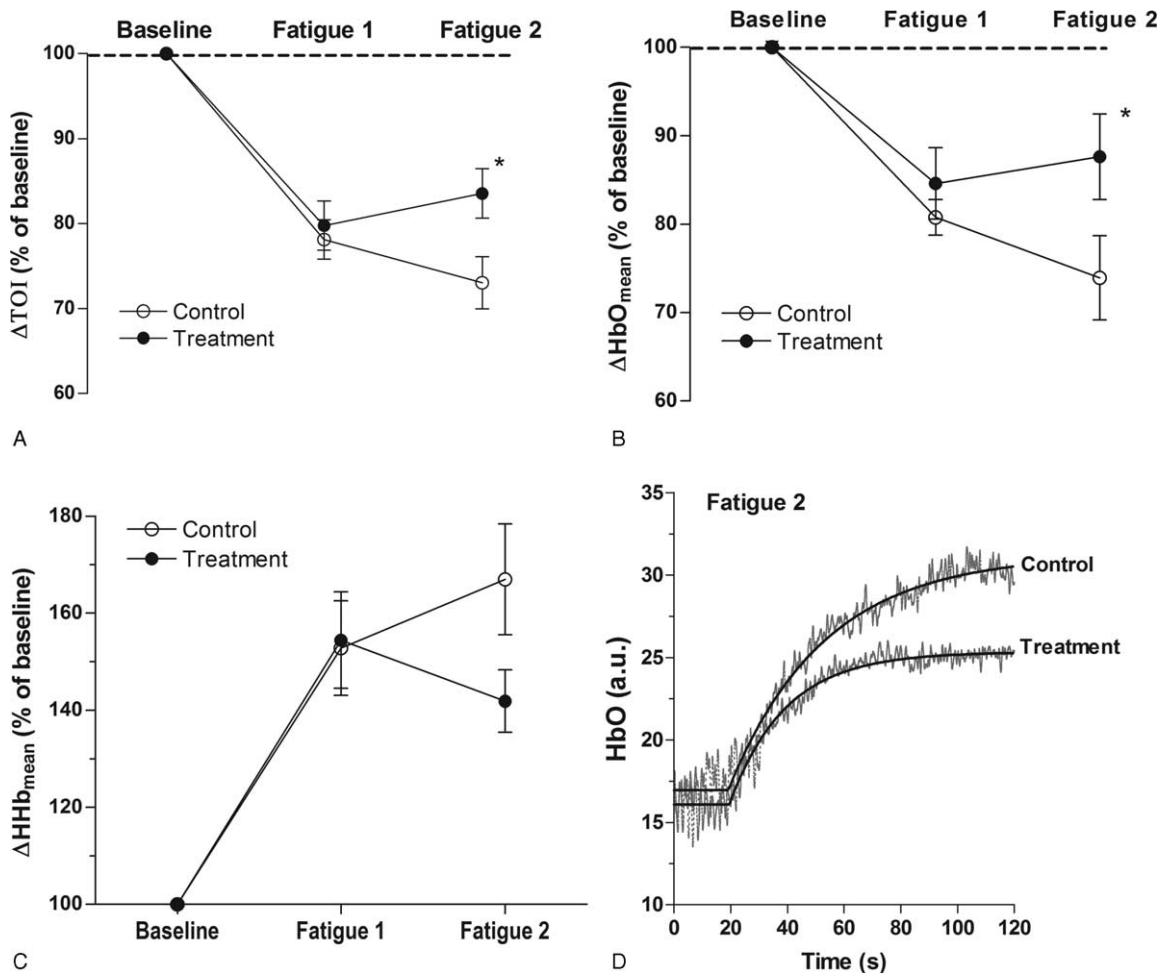 Baseline Fatigue 1 Fatigue 2
100
90
80
70
60
ΔTOI (% of baseline)
*
Control
Treatment
A
Baseline Fatigue 1 Fatigue 2
100
90
80
70
60
ΔHbOmean (% of baseline)
*
Control
Treatment
B
180
160
140
120
100
ΔHHbmean (% of baseline)
Control
Treatment
Baseline Fatigue 1 Fatigue 2
C
Fatigue 2
35
30
25
20
15
10
HbO (a.u.)
Control
Treatment
0 20 40 60 80 100 120
Time (s)
D